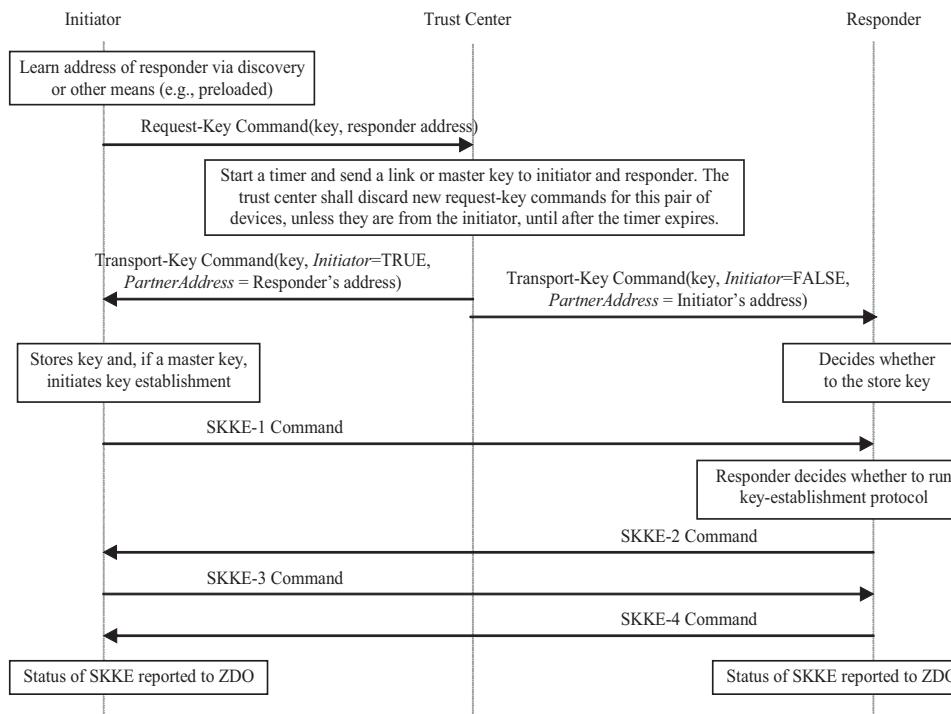 Initiator
Trust Center
Responder
Learn address of responder via discovery
or other means (e.g., preloaded)
Request-Key Command(key, responder address)
Start a timer and send a link or master key to initiator and responder. The
trust center shall discard new request-key commands for this pair of
devices, unless they are from the initiator, until after the timer expires.
Transport-Key Command(key, Initiator=TRUE,
PartnerAddress = Responder's address)
Transport-Key Command(key, Initiator=FALSE,
PartnerAddress = Initiator's address)
Stores key and, if a master key,
initiates key establishment
Decides whether
to the store key
SKKE-1 Command
Responder decides whether to run
key-establishment protocol
SKKE-2 Command
SKKE-3 Command
SKKE-4 Command
Status of SKKE reported to ZDO
Status of SKKE reported to ZDO